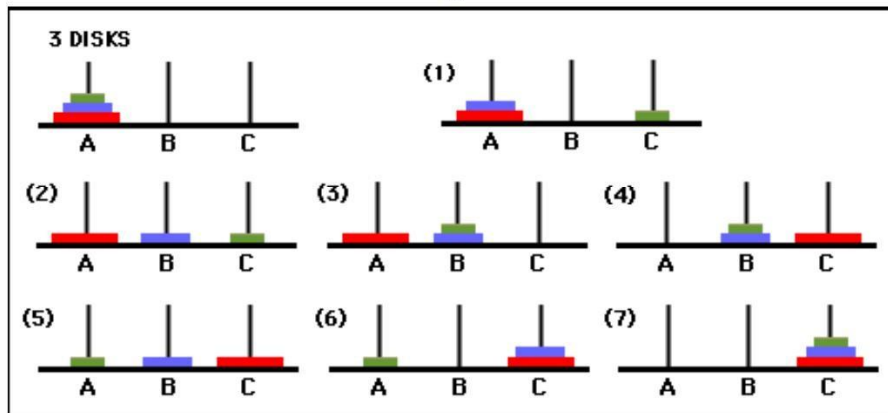 3 DISKS
A B C
(1)
A B C
(2)
A B C
(3)
A B C
(4)
A B C
(5)
A B C
(6)
A B C
(7)
A B C